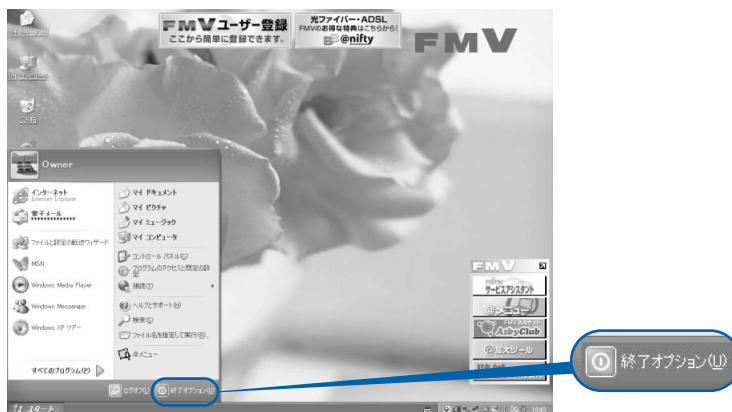 FMVユーザー登録
ここから簡単に登録できます。
光ファイバー・ADSL
FMVのお得な特典はこちらから!
@nifty
FMV
マイ コンピュータ
ごみ箱
Owner
インターネット
Internet Explorer
電子メール
ファイルと設定の転送ウィザード
MSN
Windows Media Player
Windows Messenger
Windows XP ツアー
すべてのプログラム(P)
マイ ドキュメント
マイ ピクチャ
マイ ミュージック
マイ コンピュータ
コントロール パネル(C)
プログラムのアクセスと既定の設定
接続(T)
ヘルプとサポート(H)
検索(S)
ファイル名を指定して実行(R)...
@メニュー
ログオフ(L)
終了オプション(U)
FMV
サービスアシスタント
@メニュー
AzbyClub
@拡大ツール
スタート
終了オプション(U)